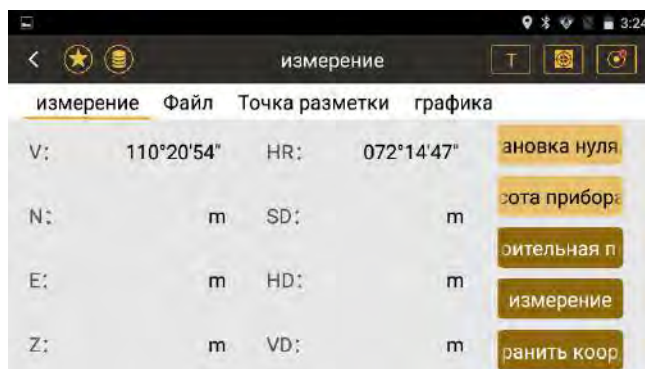 3:24
измерение
T
измерение Файл Точка разметки графика
V: 110°20'54" HR: 072°14'47" ановка нуля
N: m SD: m сота прибора
рительная п
E: m HD: m
измерение
Z: m VD: m ранить коор